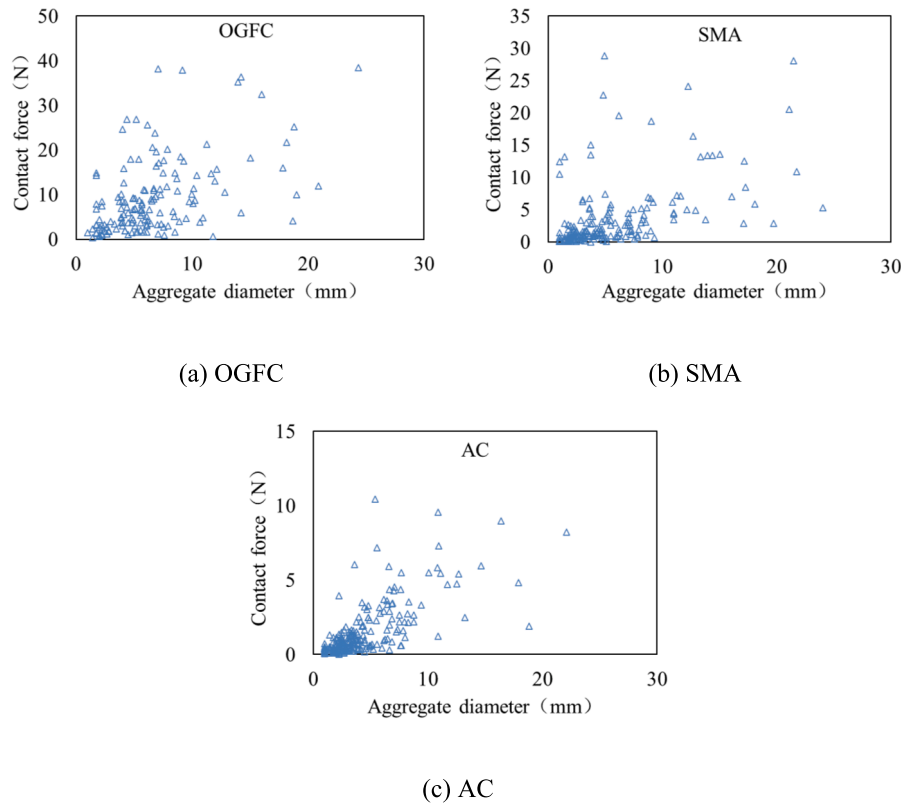 OGFC
Contact force（N）
50
40
30
20
10
0
0 10 20 30
Aggregate diameter（mm）
SMA
Contact force（N）
35
30
25
20
15
10
5
0
0 10 20 30
Aggregate diameter（mm）
(a) OGFC
(b) SMA
AC
Contact force（N）
15
10
5
0
0 10 20 30
Aggregate diameter（mm）
(c) AC